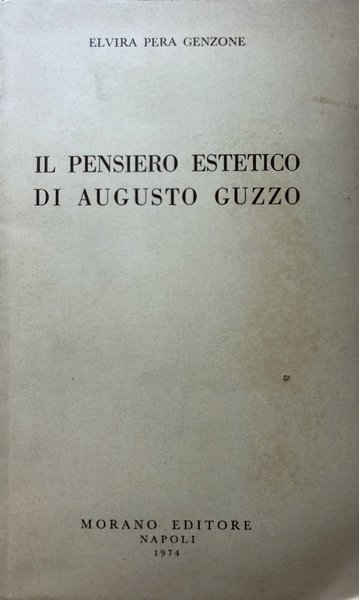 ELVIRA PERA GENZONE
IL PENSIERO ESTETICO
DI AUGUSTO GUZZO
MORANO EDITORE
NAPOLI
1974